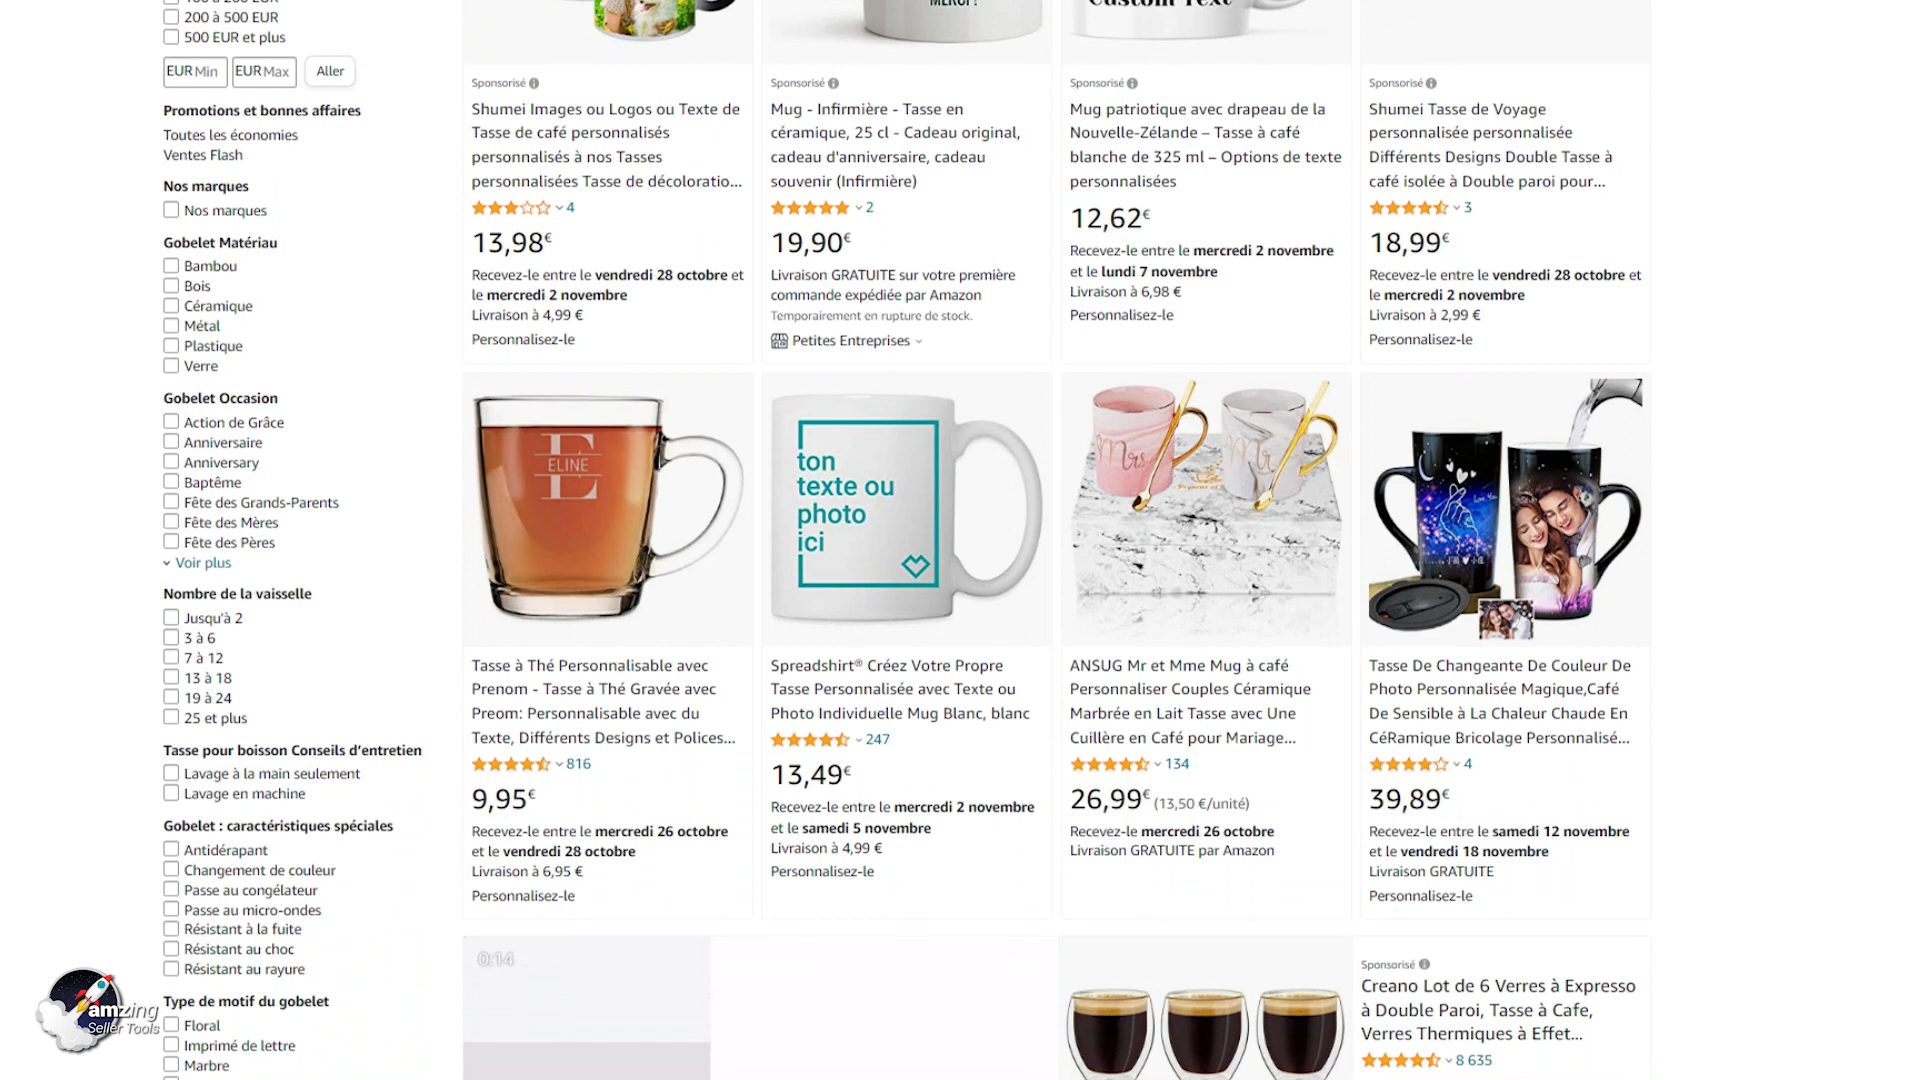 200 à 500 EUR
500 EUR et plus
EUR Min
EUR Max
Aller
Promotions et bonnes affaires
Toutes les économies
Ventes Flash
Nos marques
Nos marques
Gobelet Matériau
Bambou
Bois
Céramique
Métal
Plastique
Verre
Gobelet Occasion
Action de Grâce
Anniversaire
Anniversary
Baptême
Fête des Grands-Parents
Fête des Mères
Fête des Pères
Voir plus
Nombre de la vaisselle
Jusqu'à 2
3 à 6
7 à 12
13 à 18
19 à 24
25 et plus
Tasse pour boisson Conseils d’entretien
Lavage à la main seulement
Lavage en machine
Gobelet : caractéristiques spéciales
Antidérapant
Changement de couleur
Passe au congélateur
Passe au micro-ondes
Résistant à la fuite
Résistant au choc
Résistant au rayure
Type de motif du gobelet
Floral
Imprimé de lettre
Marbre
amzing
Seller Tools
MERCI !
Custom Text
Sponsorisé
Shumei Images ou Logos ou Texte de
Tasse de café personnalisés
personnalisés à nos Tasses
personnalisées Tasse de décoloratio...
4
13,98€
Recevez-le entre le vendredi 28 octobre et
le mercredi 2 novembre
Livraison à 4,99 €
Personnalisez-le
Sponsorisé
Mug - Infirmière - Tasse en
céramique, 25 cl - Cadeau original,
cadeau d'anniversaire, cadeau
souvenir (Infirmière)
2
19,90€
Livraison GRATUITE sur votre première
commande expédiée par Amazon
Temporairement en rupture de stock.
Petites Entreprises
Sponsorisé
Mug patriotique avec drapeau de la
Nouvelle-Zélande – Tasse à café
blanche de 325 ml – Options de texte
personnalisées
12,62€
Recevez-le entre le mercredi 2 novembre
et le lundi 7 novembre
Livraison à 6,98 €
Personnalisez-le
Sponsorisé
Shumei Tasse de Voyage
personnalisée personnalisée
Différents Designs Double Tasse à
café isolée à Double paroi pour...
3
18,99€
Recevez-le entre le vendredi 28 octobre et
le mercredi 2 novembre
Livraison à 2,99 €
Personnalisez-le
E
ELINE
Tasse à Thé Personnalisable avec
Prenom - Tasse à Thé Gravée avec
Preom: Personnalisable avec du
Texte, Différents Designs et Polices...
816
9,95€
Recevez-le entre le mercredi 26 octobre
et le vendredi 28 octobre
Livraison à 6,95 €
Personnalisez-le
ton
texte ou
photo
ici
Spreadshirt® Créez Votre Propre
Tasse Personnalisée avec Texte ou
Photo Individuelle Mug Blanc, blanc
247
13,49€
Recevez-le entre le mercredi 2 novembre
et le samedi 5 novembre
Livraison à 4,99 €
Personnalisez-le
Mrs
Mr
ANSUG Mr et Mme Mug à café
Personnaliser Couples Céramique
Marbrée en Lait Tasse avec Une
Cuillère en Café pour Mariage...
134
26,99€ (13,50 €/unité)
Recevez-le mercredi 26 octobre
Livraison GRATUITE par Amazon
Tasse De Changeante De Couleur De
Photo Personnalisée Magique,Café
De Sensible à La Chaleur Chaude En
CéRamique Bricolage Personnalisé...
4
39,89€
Recevez-le entre le samedi 12 novembre
et le vendredi 18 novembre
Livraison GRATUITE
Personnalisez-le
0:14
Sponsorisé
Creano Lot de 6 Verres à Expresso
à Double Paroi, Tasse à Cafe,
Verres Thermiques à Effet...
8 635